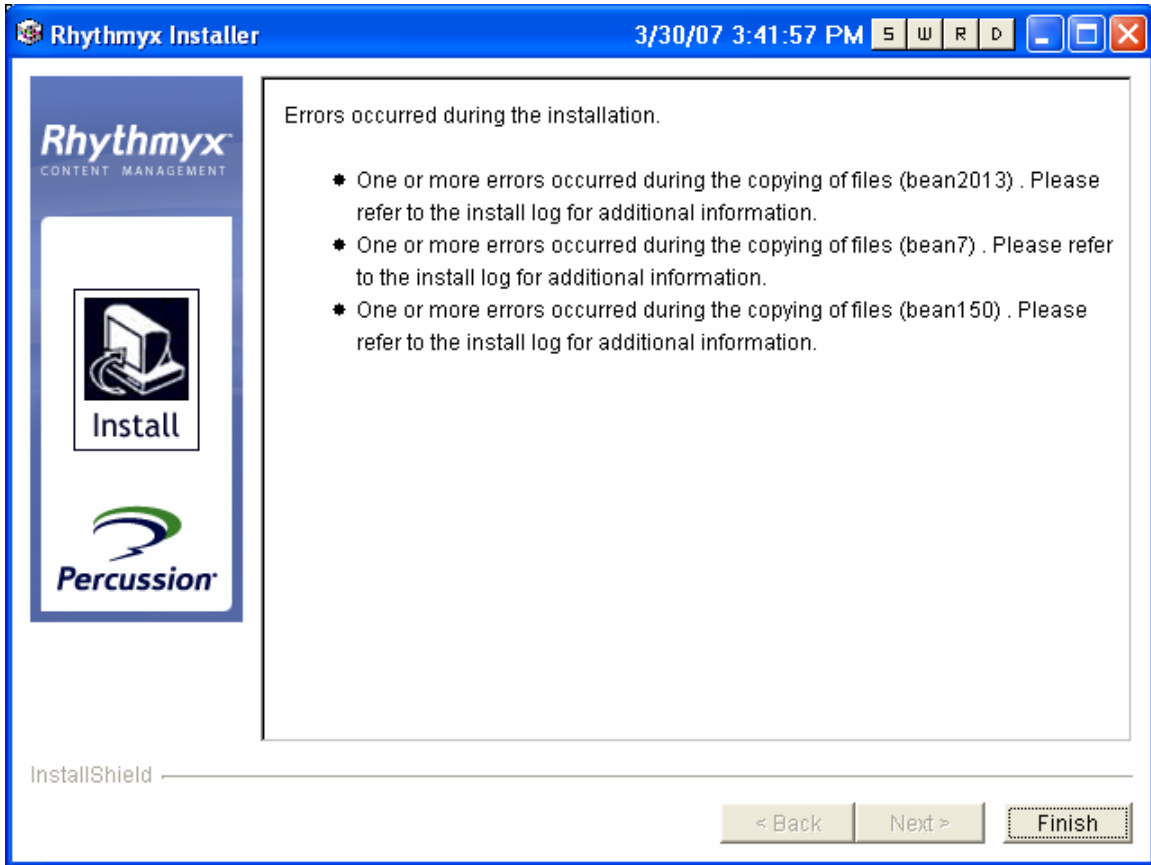 Rhythmyx Installer
3/30/07 3:41:57 PM
S W R D
Rhythmyx
CONTENT MANAGEMENT
Install
Percussion
Errors occurred during the installation.
One or more errors occurred during the copying of files (bean2013) . Please
refer to the install log for additional information.
One or more errors occurred during the copying of files (bean7) . Please refer
to the install log for additional information.
One or more errors occurred during the copying of files (bean150) . Please
refer to the install log for additional information.
InstallShield
< Back
Next >
Finish